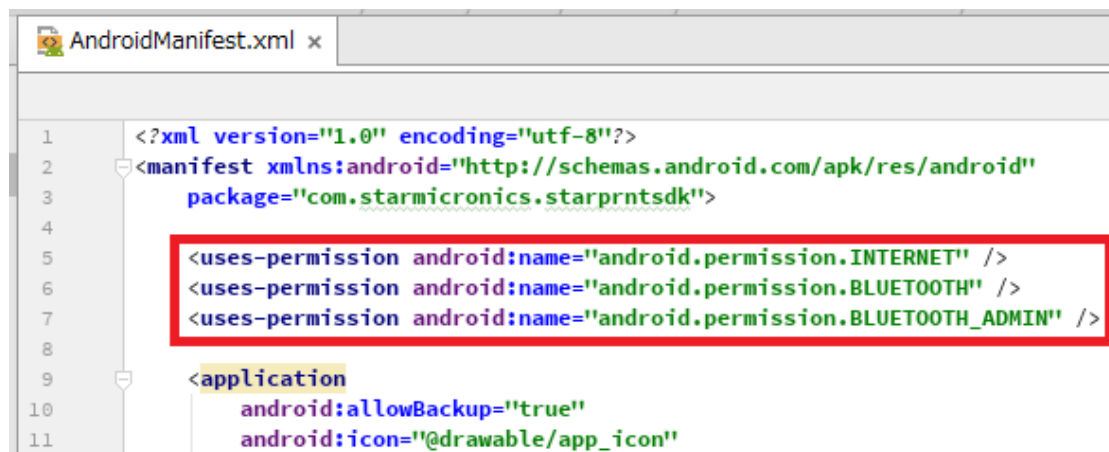 AndroidManifest.xml ×
1 <?xml version="1.0" encoding="utf-8"?>
2 <manifest xmlns:android="http://schemas.android.com/apk/res/android"
3 package="com.starmicronics.starprntsdk">
4
5 <uses-permission android:name="android.permission.INTERNET" />
6 <uses-permission android:name="android.permission.BLUETOOTH" />
7 <uses-permission android:name="android.permission.BLUETOOTH_ADMIN" />
8
9 <application
10 android:allowBackup="true"
11 android:icon="@drawable/app_icon"